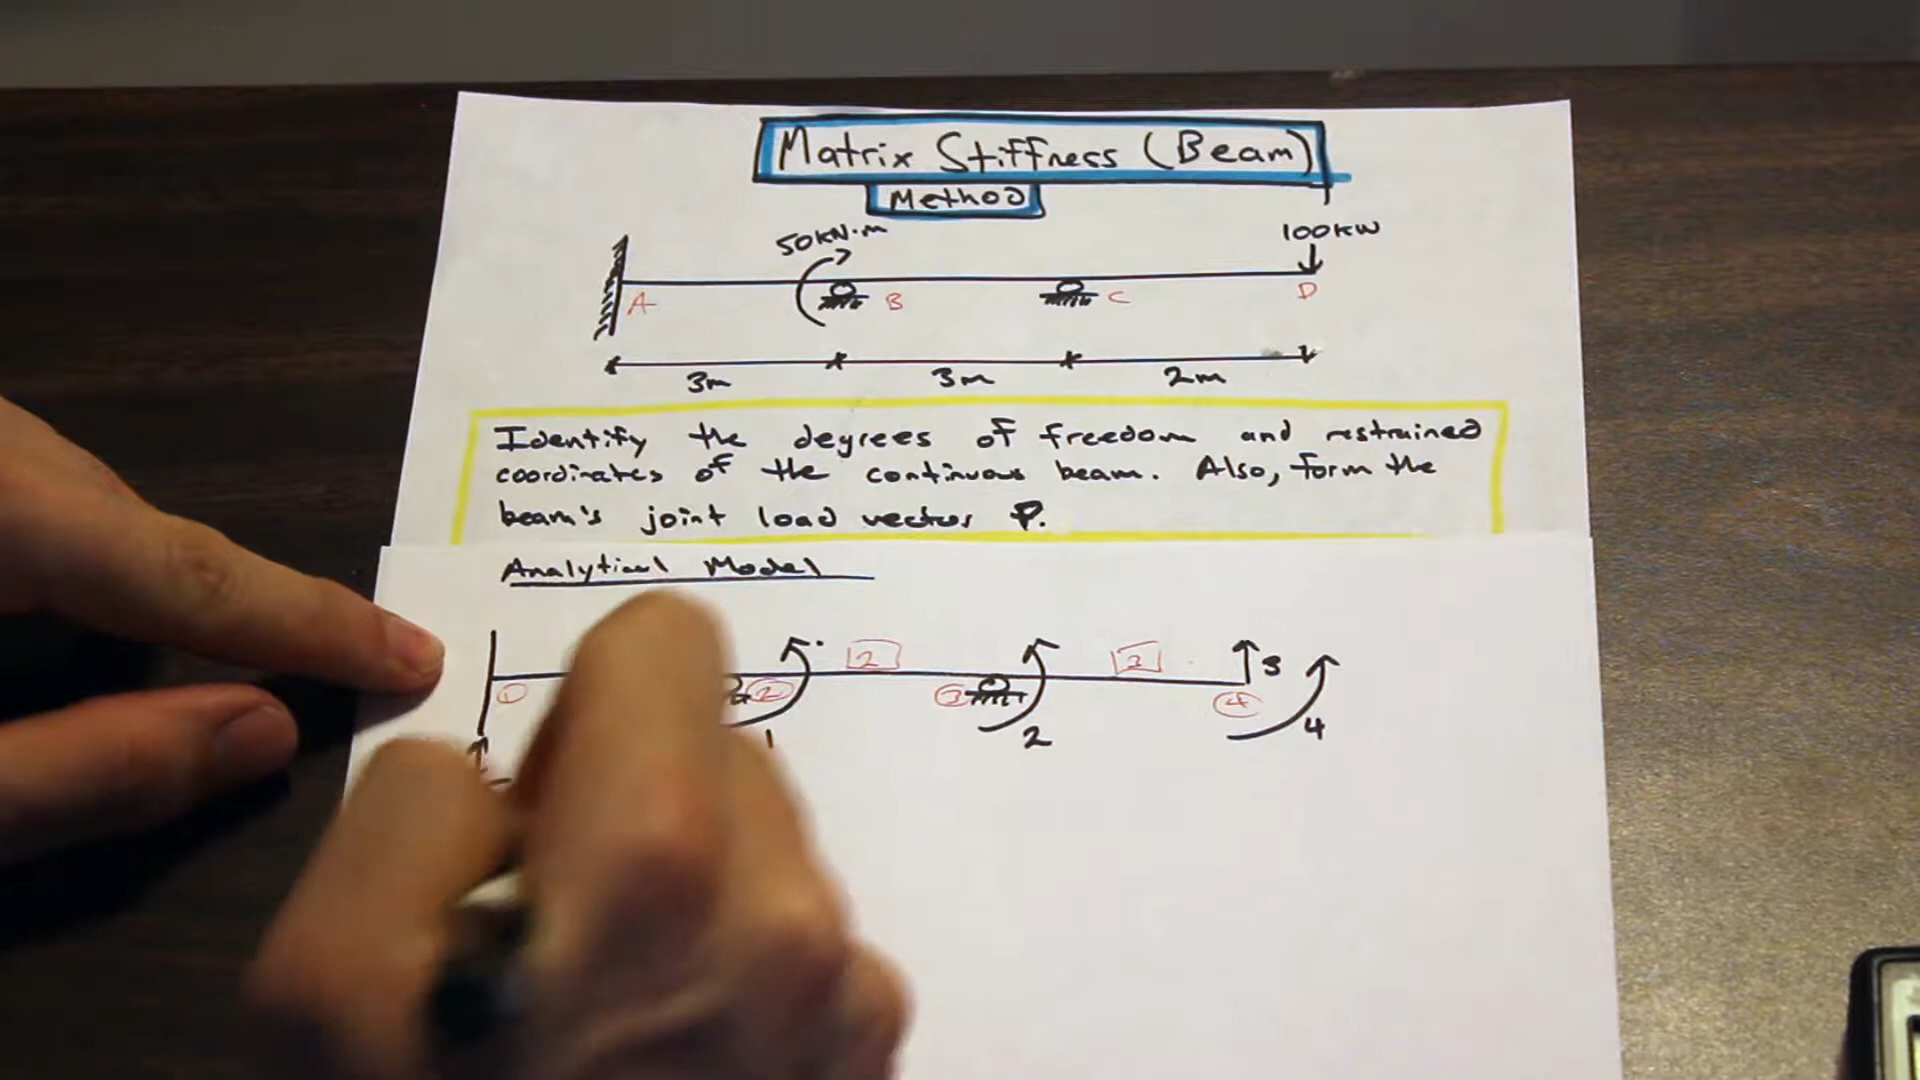 Matrix Stiffness (Beam)
Method
50KN·m
100KN
A
B
C
D
3m
3m
2m
Identify the degrees of freedom and restrained
coordinates of the continuous beam. Also, form the
beam's joint load vector P.
Analytical Model
1
2
2
3
3
4
3
1
2
4